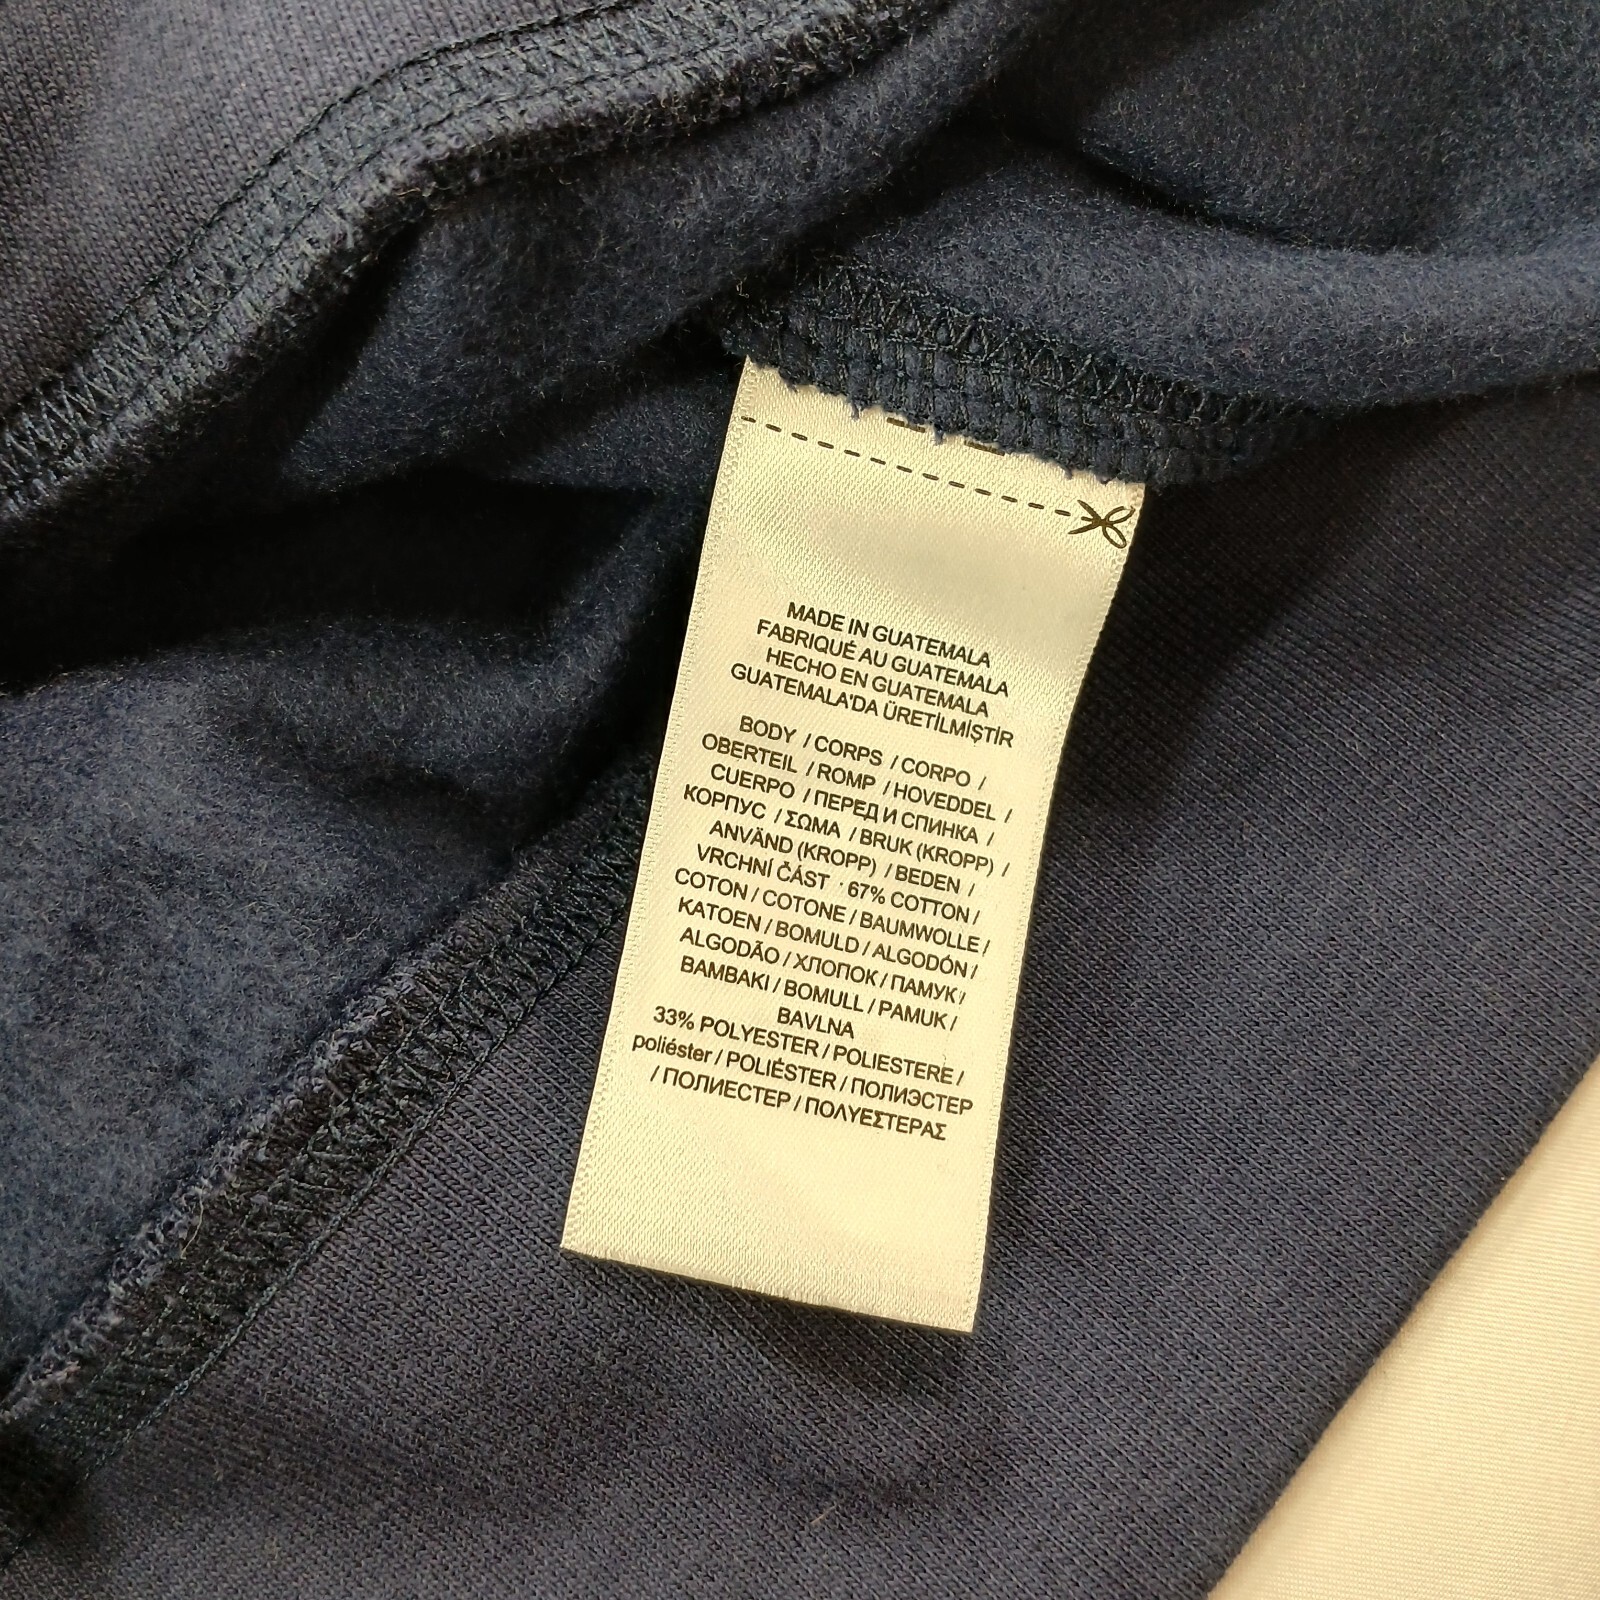 MADE IN GUATEMALA
FABRIQUÉ AU GUATEMALA
HECHO EN GUATEMALA
GUATEMALA'DA ÜRETİLMİŞTİR
BODY / CORPS / CORPO /
OBERTEIL / ROMP / HOVEDDEL /
CUERPO / ПЕРЕД И СПИНКА /
КОРПУС / ΣΩΜΑ / BRUK (KROPP) /
ANVÄND (KROPP) / BEDEN /
VRCHNÍ ČÁST · 67% COTTON /
COTON / COTONE / BAUMWOLLE /
KATOEN / BOMULD / ALGODÓN /
ALGODÃO / ХЛОПОК / ПАМУК /
ΒΑΜΒΑΚΙ / BOMULL / PAMUK /
BAVLNA
33% POLYESTER / POLIESTERE /
poliéster / POLIÉSTER / ПОЛИЭСТЕР
/ ПОЛИЕСТЕР / ΠΟΛΥΕΣΤΕΡΑΣ